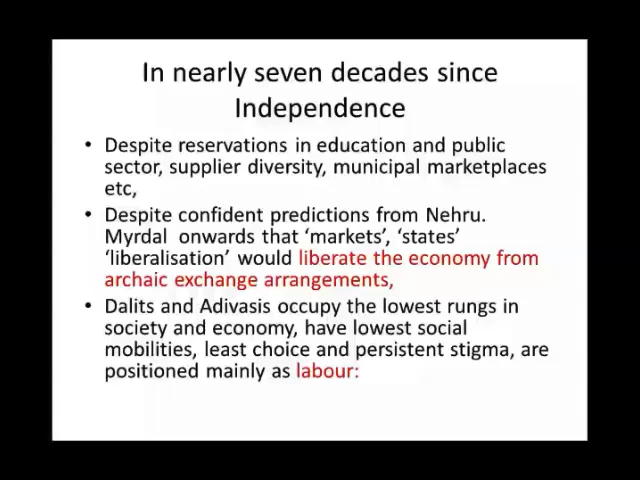 In nearly seven decades since
Independence
• Despite reservations in education and public
sector, supplier diversity, municipal marketplaces
etc,
• Despite confident predictions from Nehru.
Myrdal onwards that ‘markets’, ‘states’
‘liberalisation’ would liberate the economy from
archaic exchange arrangements,
• Dalits and Adivasis occupy the lowest rungs in
society and economy, have lowest social
mobilities, least choice and persistent stigma, are
positioned mainly as labour: